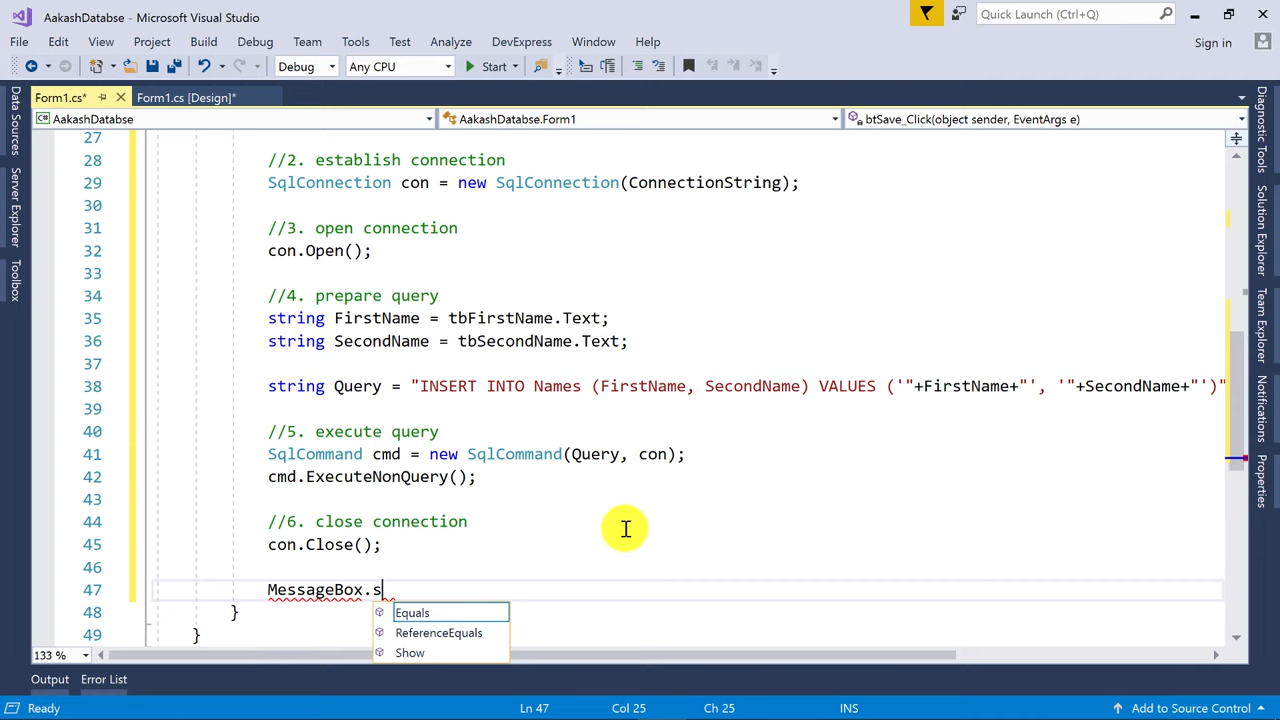 AakashDatabse - Microsoft Visual Studio
Quick Launch (Ctrl+Q)
File Edit View Project Build Debug Team Tools Test Analyze DevExpress Window Help
Sign in
Debug Any CPU Start
Form1.cs* Form1.cs [Design]*
AakashDatabse AakashDatabse.Form1 btSave_Click(object sender, EventArgs e)
Data Sources
Server Explorer
Toolbox
27
28 //2. establish connection
29 SqlConnection con = new SqlConnection(ConnectionString);
30
31 //3. open connection
32 con.Open();
33
34 //4. prepare query
35 string FirstName = tbFirstName.Text;
36 string SecondName = tbSecondName.Text;
37
38 string Query = "INSERT INTO Names (FirstName, SecondName) VALUES ('"+FirstName+"', '"+SecondName+"')"
39
40 //5. execute query
41 SqlCommand cmd = new SqlCommand(Query, con);
42 cmd.ExecuteNonQuery();
43
44 //6. close connection
45 con.Close();
46
47 MessageBox.s
Equals
ReferenceEquals
Show
48 }
49 }
Diagnostic Tools
Solution Explorer
Team Explorer
Notifications
Properties
133 %
Output Error List
Ready Ln 47 Col 25 Ch 25 INS Add to Source Control